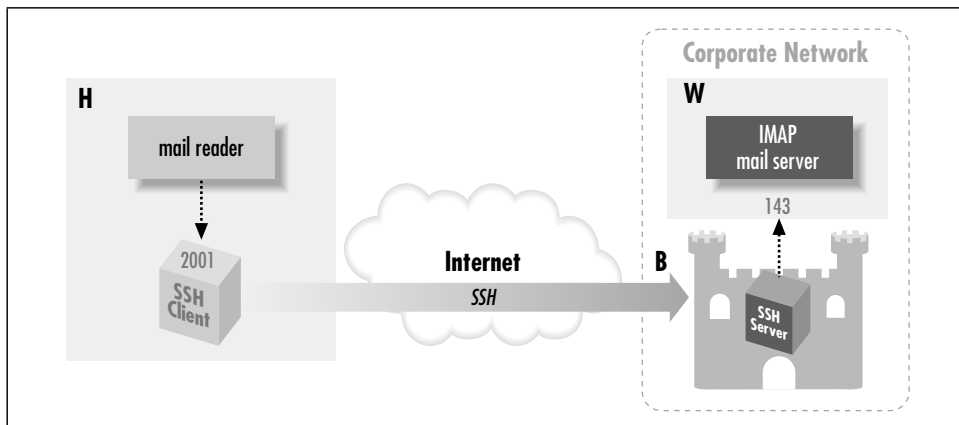 Corporate Network
H
W
mail reader
IMAP
mail server
143
2001
SSH
Client
Internet
SSH
B
SSH
Server